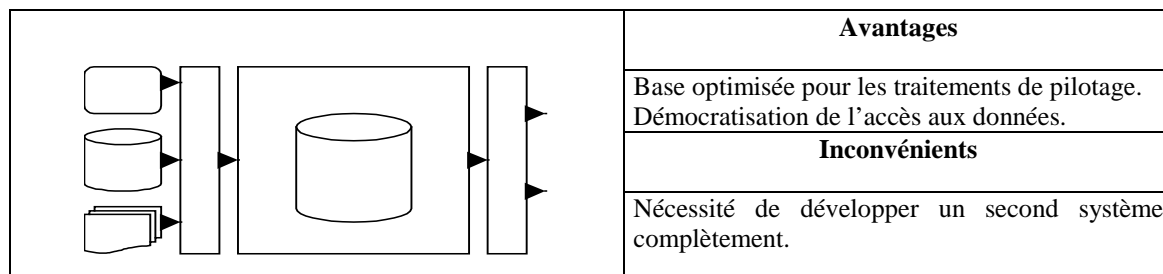 Avantages
Base optimisée pour les traitements de pilotage.
Démocratisation de l'accès aux données.
Inconvénients
Nécessité de développer un second système
complètement.